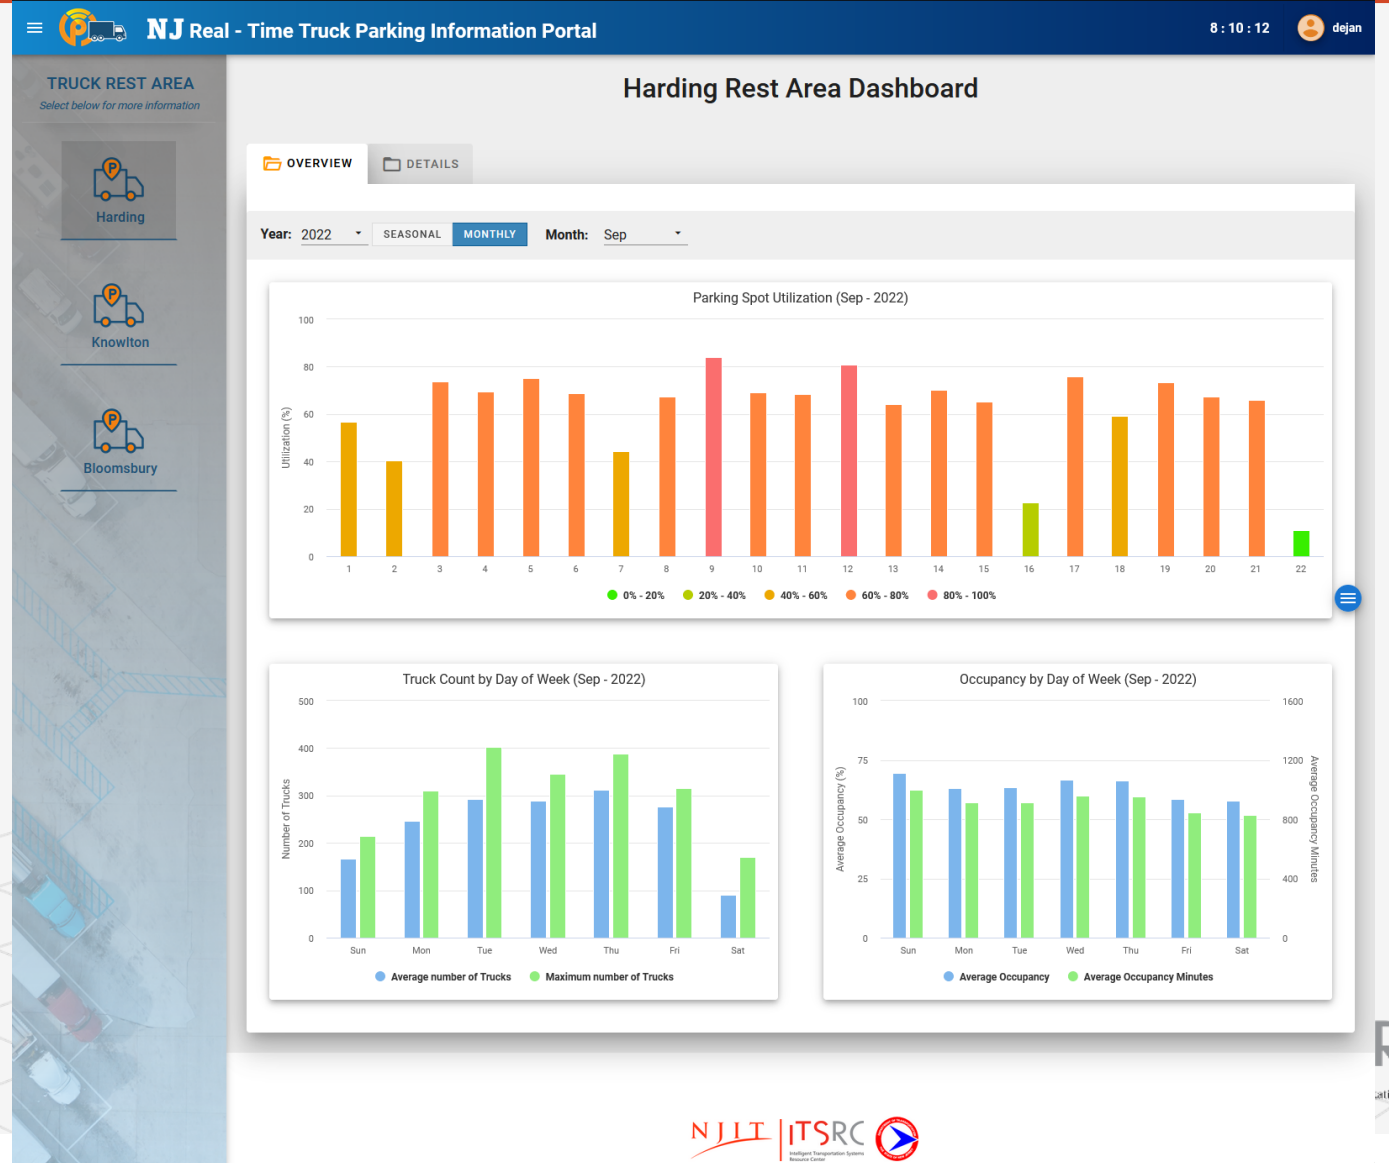 NJ Real - Time Truck Parking Information Portal
8 : 10 : 12
dejan
TRUCK REST AREA
Select below for more information
Harding
Knowlton
Bloomsbury
Harding Rest Area Dashboard
OVERVIEW
DETAILS
Year: 2022 SEASONAL MONTHLY Month: Sep
Parking Spot Utilization (Sep - 2022)
Utilization (%)
100
80
60
40
20
0
1 2 3 4 5 6 7 8 9 10 11 12 13 14 15 16 17 18 19 20 21 22
0% - 20% 20% - 40% 40% - 60% 60% - 80% 80% - 100%
Truck Count by Day of Week (Sep - 2022)
Number of Trucks
500
400
300
200
100
0
Sun Mon Tue Wed Thu Fri Sat
Average number of Trucks Maximum number of Trucks
Occupancy by Day of Week (Sep - 2022)
Average Occupancy (%)
100
75
50
25
0
1600
1200
800
400
0
Average Occupancy Minutes
Sun Mon Tue Wed Thu Fri Sat
Average Occupancy Average Occupancy Minutes
NJIT
ITSRC
Intelligent Transportation Systems
Resource Center